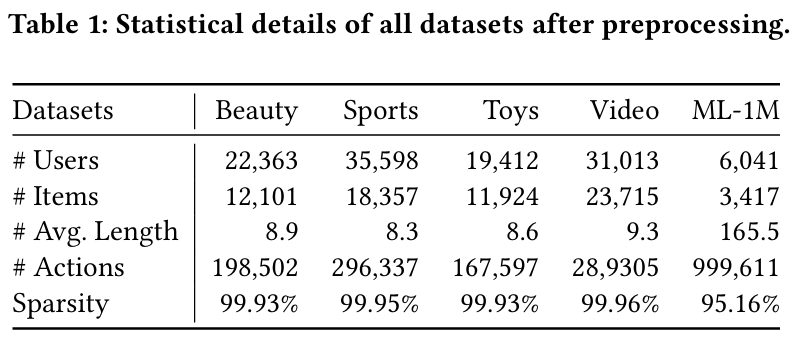 Table 1: Statistical details of all datasets after preprocessing.
Datasets Beauty Sports Toys Video ML-1M
# Users 22,363 35,598 19,412 31,013 6,041
# Items 12,101 18,357 11,924 23,715 3,417
# Avg. Length 8.9 8.3 8.6 9.3 165.5
# Actions 198,502 296,337 167,597 28,9305 999,611
Sparsity 99.93% 99.95% 99.93% 99.96% 95.16%